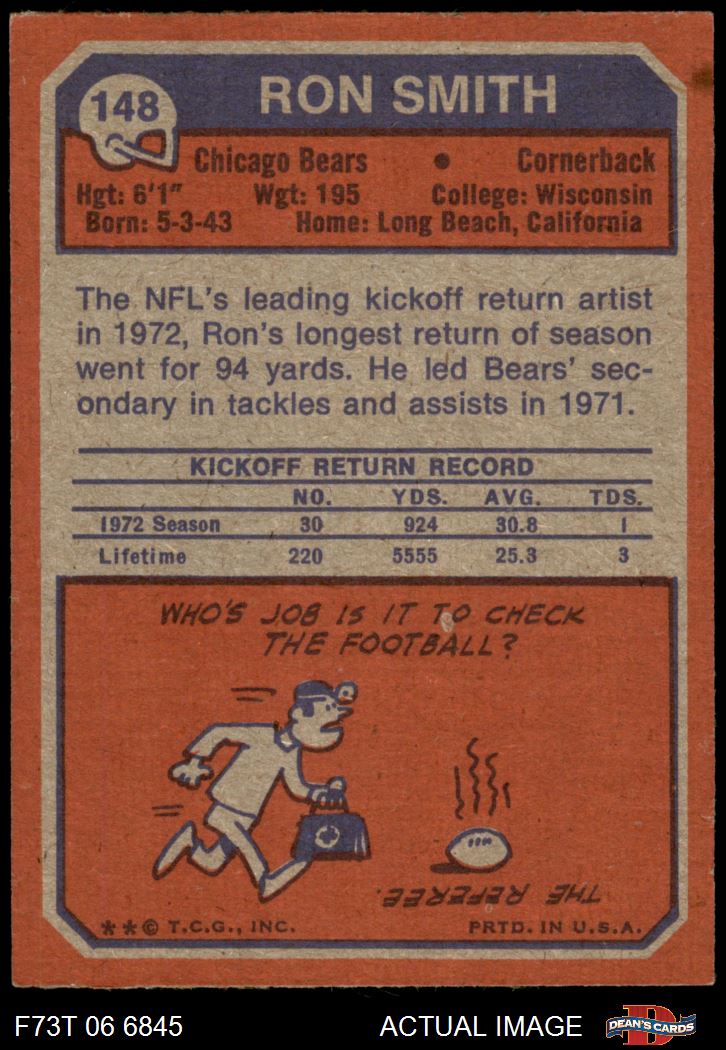 148
RON SMITH
Chicago Bears • Cornerback
Hgt: 6'1" Wgt: 195 College: Wisconsin
Born: 5-3-43 Home: Long Beach, California
The NFL's leading kickoff return artist
in 1972, Ron's longest return of season
went for 94 yards. He led Bears' sec-
ondary in tackles and assists in 1971.
KICKOFF RETURN RECORD
NO. YDS. AVG. TDS.
1972 Season 30 924 30.8 1
Lifetime 220 5555 25.3 3
WHO'S JOB IS IT TO CHECK
THE FOOTBALL?
THE REFEREE.
**© T.C.G., INC. PRTD. IN U.S.A.
F73T 06 6845 ACTUAL IMAGE D DEAN'S CARDS